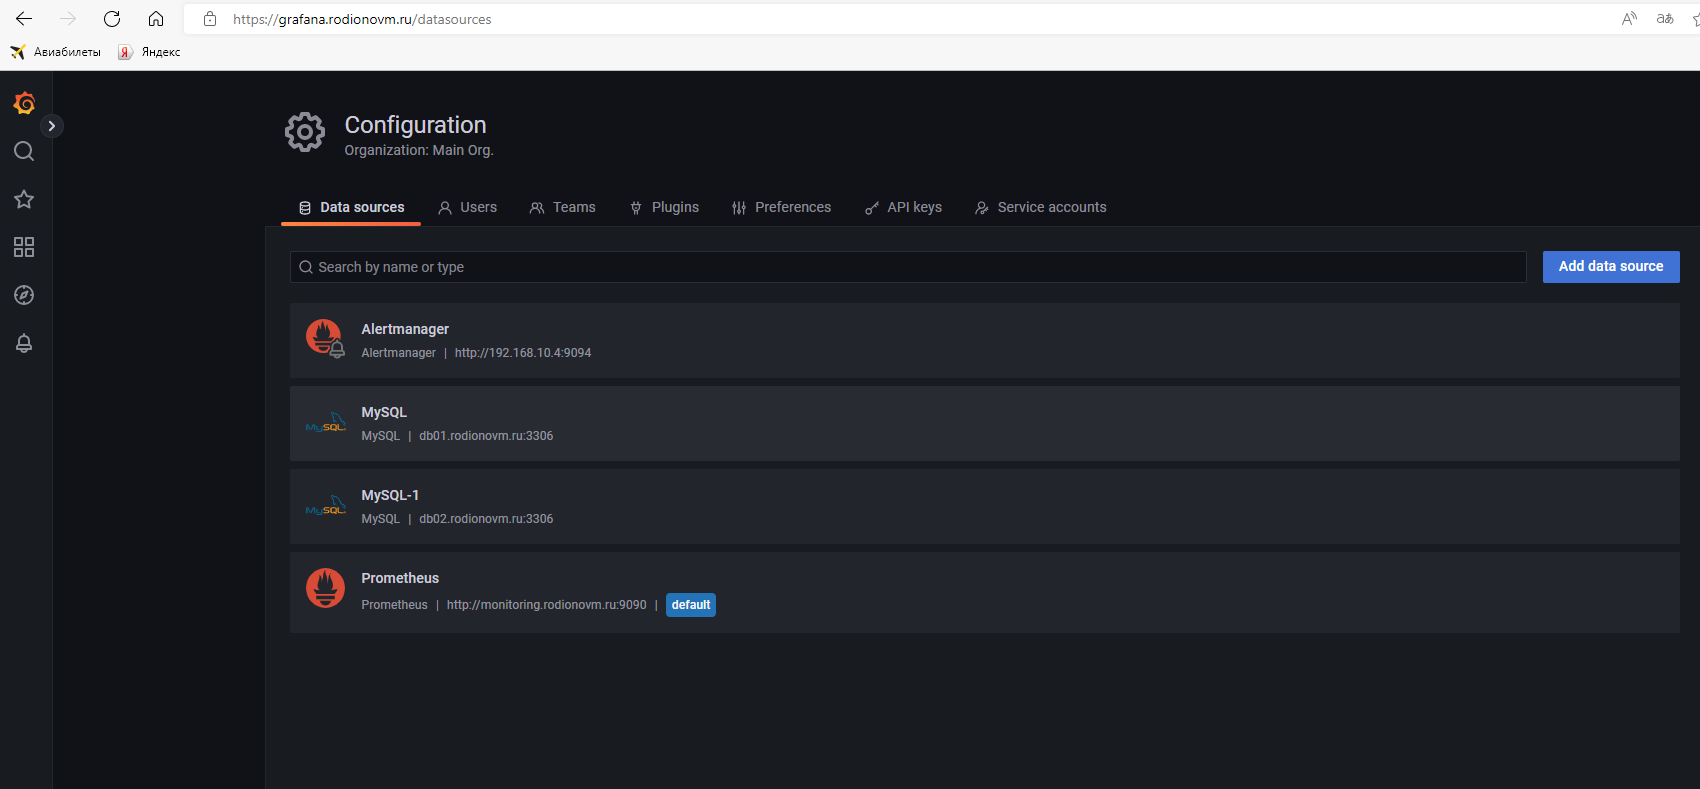 https://grafana.rodionovm.ru/datasources
Авиабилеты Яндекс
Configuration
Organization: Main Org.
Data sources Users Teams Plugins Preferences API keys Service accounts
Search by name or type Add data source
Alertmanager
Alertmanager | http://192.168.10.4:9094
MySQL
MySQL | db01.rodionovm.ru:3306
MySQL-1
MySQL | db02.rodionovm.ru:3306
Prometheus
Prometheus | http://monitoring.rodionovm.ru:9090 | default